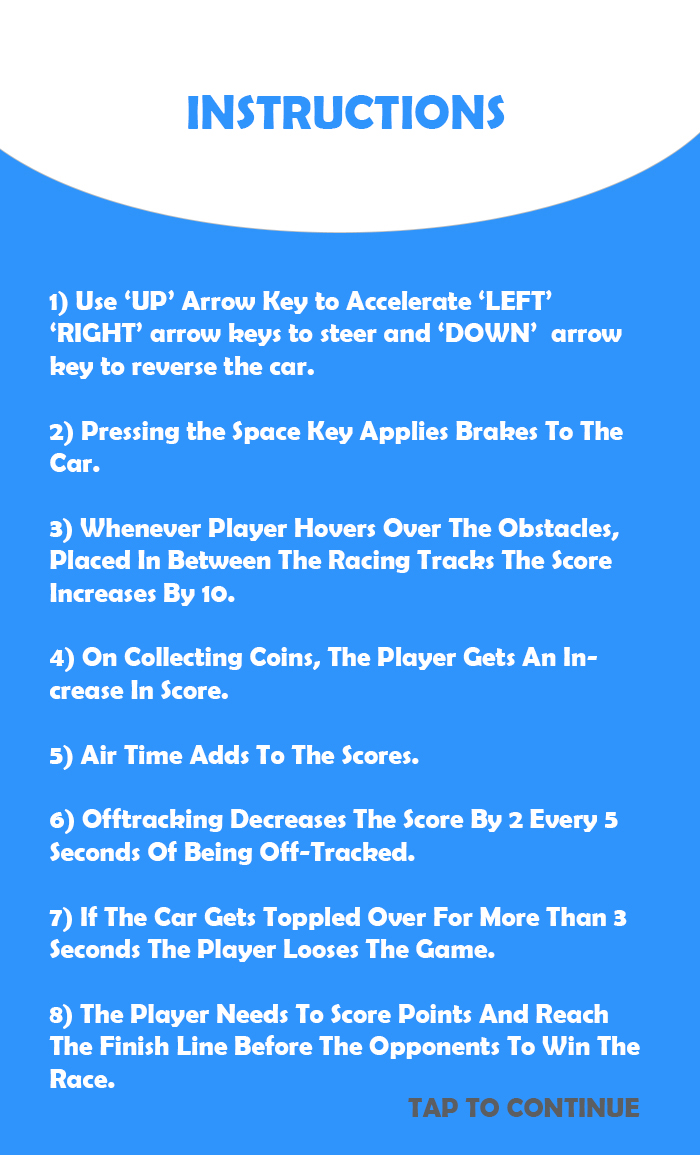 INSTRUCTIONS
1) Use ‘UP’ Arrow Key to Accelerate ‘LEFT’
‘RIGHT’ arrow keys to steer and ‘DOWN’  arrow
key to reverse the car.
2) Pressing the Space Key Applies Brakes To The
Car.
3) Whenever Player Hovers Over The Obstacles,
Placed In Between The Racing Tracks The Score
Increases By 10.
4) On Collecting Coins, The Player Gets An In-
crease In Score.
5) Air Time Adds To The Scores.
6) Offtracking Decreases The Score By 2 Every 5
Seconds Of Being Off-Tracked.
7) If The Car Gets Toppled Over For More Than 3
Seconds The Player Looses The Game.
8) The Player Needs To Score Points And Reach
The Finish Line Before The Opponents To Win The
Race.
TAP TO CONTINUE